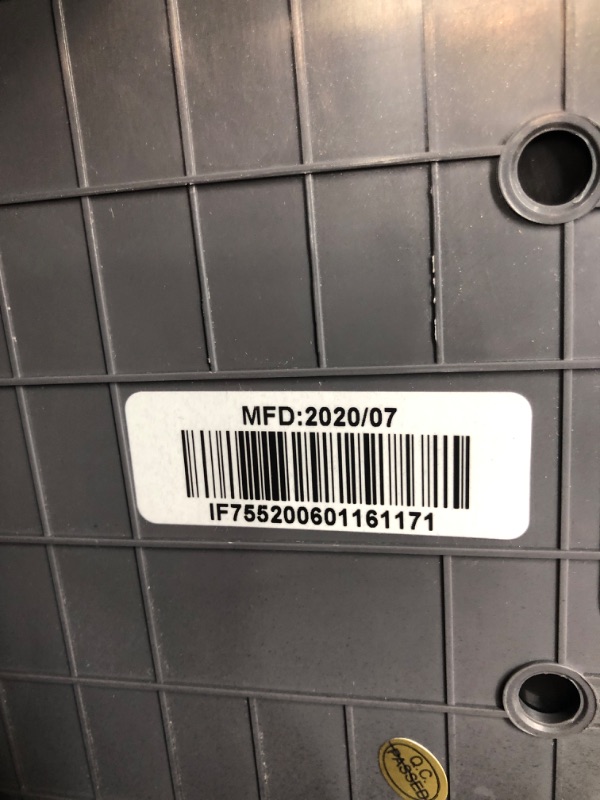 MFD:2020/07
IF755200601161171
Q.C.
PASSED